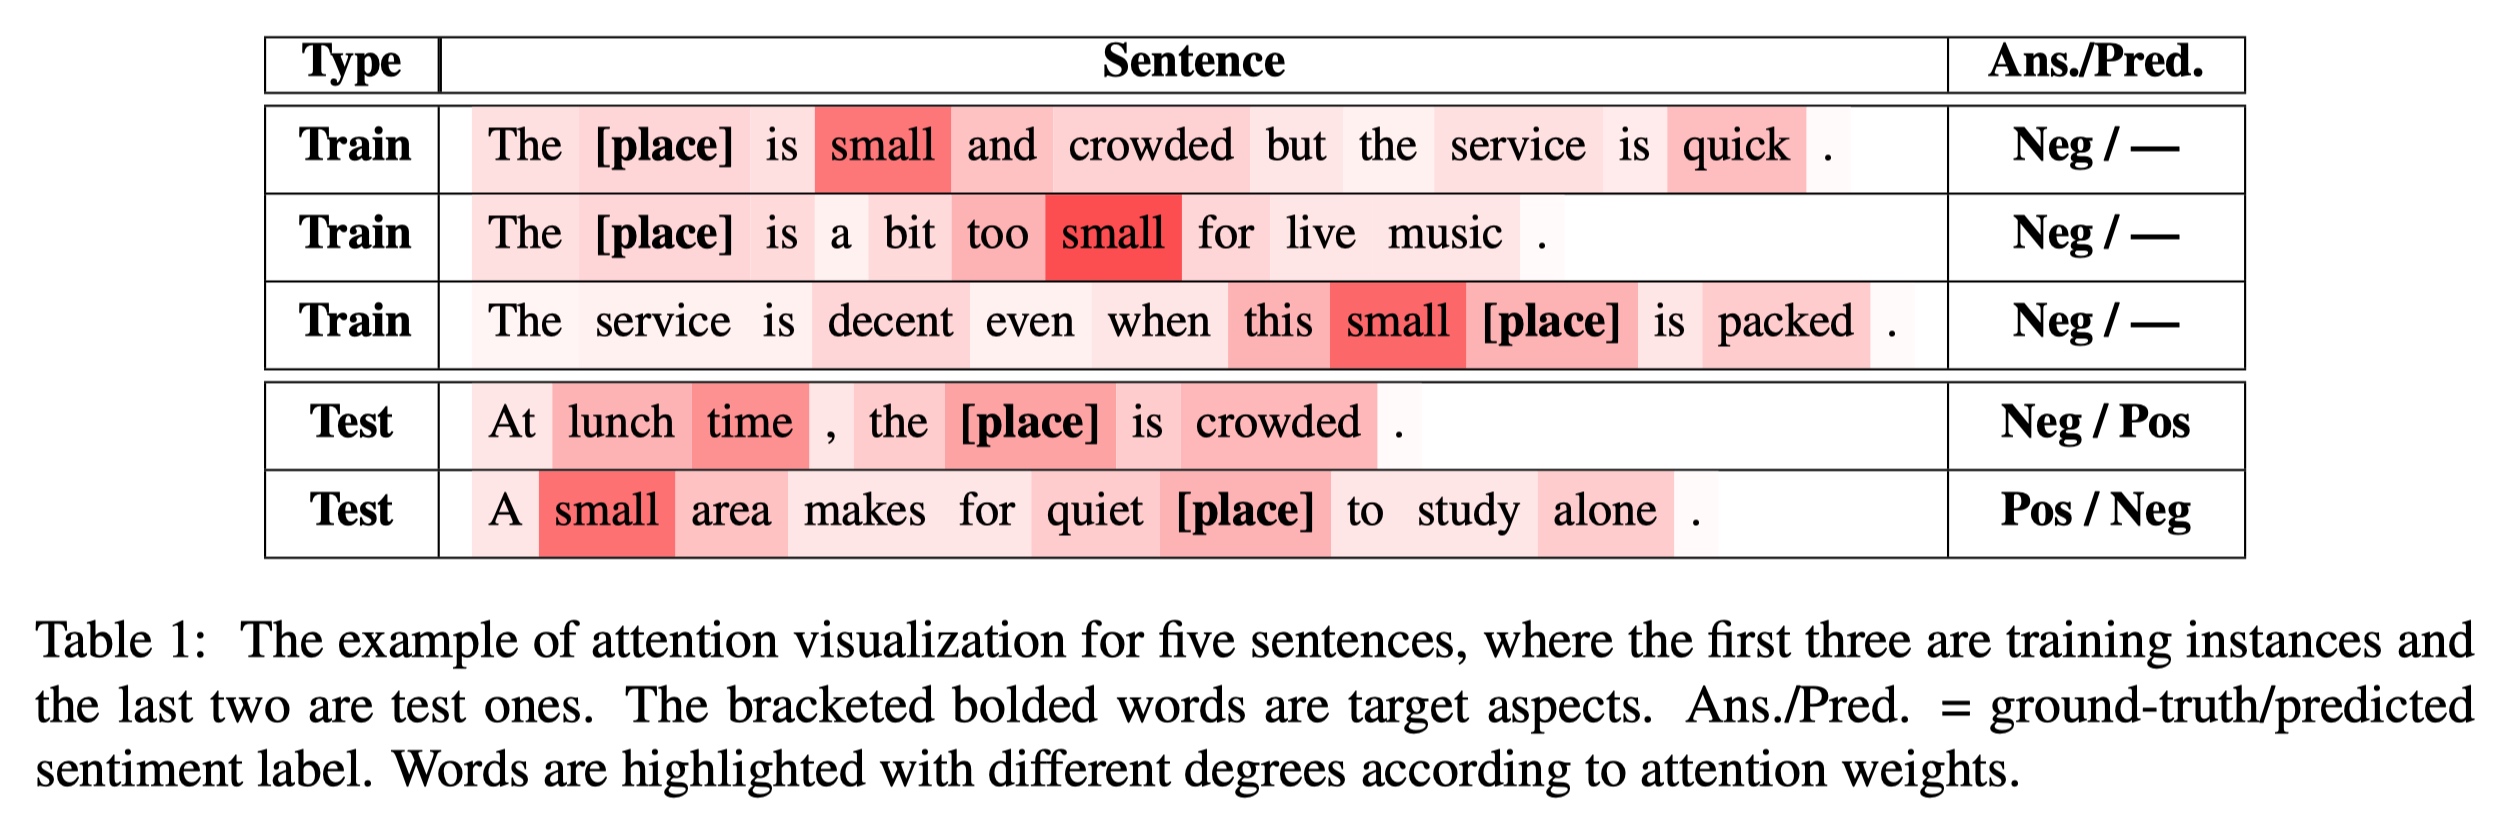 Type Sentence Ans./Pred.
Train The [place] is small and crowded but the service is quick . Neg / —
Train The [place] is a bit too small for live music . Neg / —
Train The service is decent even when this small [place] is packed . Neg / —
Test At lunch time , the [place] is crowded . Neg / Pos
Test A small area makes for quiet [place] to study alone . Pos / Neg
Table 1: The example of attention visualization for five sentences, where the first three are training instances and
the last two are test ones. The bracketed bolded words are target aspects. Ans./Pred. = ground-truth/predicted
sentiment label. Words are highlighted with different degrees according to attention weights.